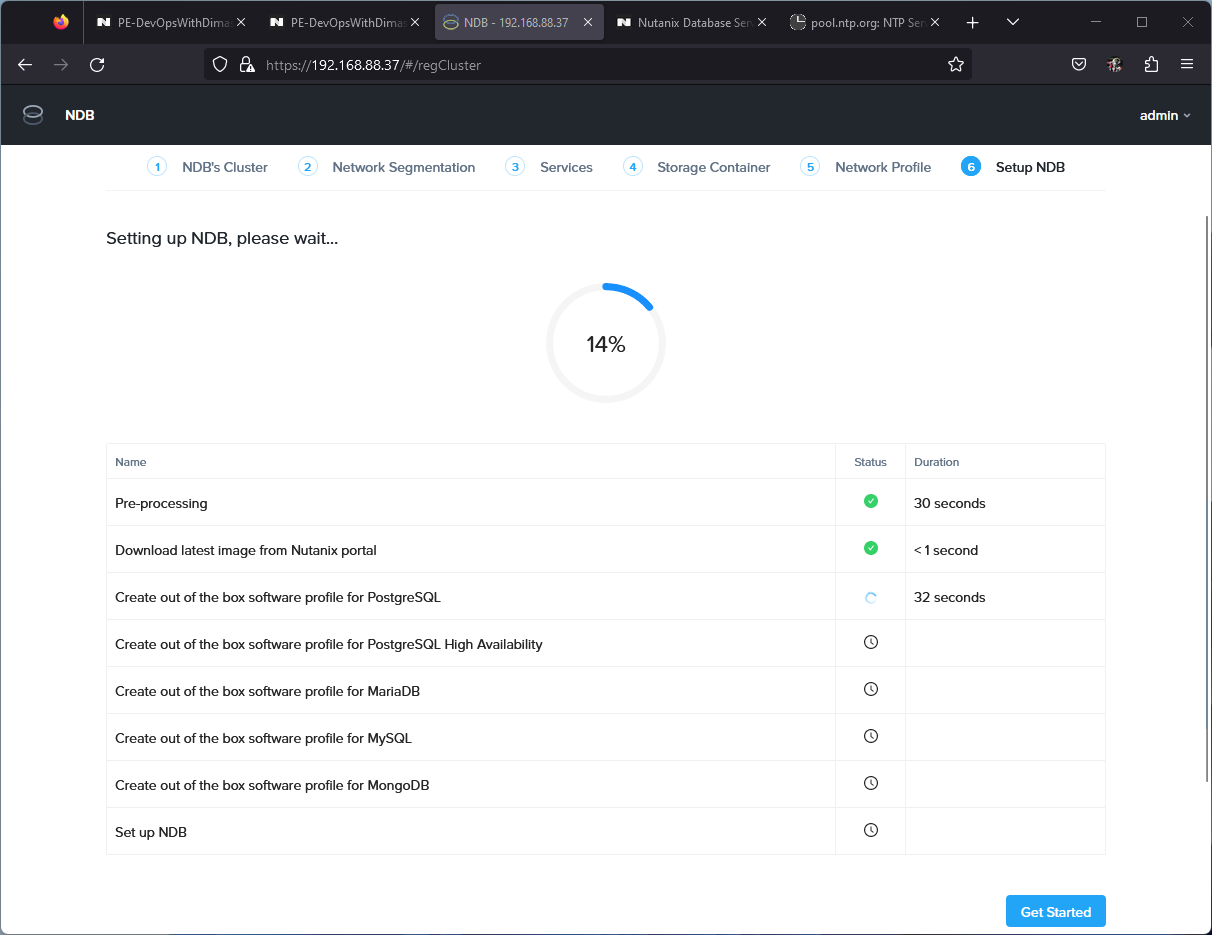 PE-DevOpsWithDimas
PE-DevOpsWithDimas
NDB - 192.168.88.37
Nutanix Database Serv
pool.ntp.org: NTP Serv
https://192.168.88.37/#/regCluster
NDB
admin
1 NDB's Cluster
2 Network Segmentation
3 Services
4 Storage Container
5 Network Profile
6 Setup NDB
Setting up NDB, please wait...
14%
Name Status Duration
Pre-processing 30 seconds
Download latest image from Nutanix portal < 1 second
Create out of the box software profile for PostgreSQL 32 seconds
Create out of the box software profile for PostgreSQL High Availability
Create out of the box software profile for MariaDB
Create out of the box software profile for MySQL
Create out of the box software profile for MongoDB
Set up NDB
Get Started